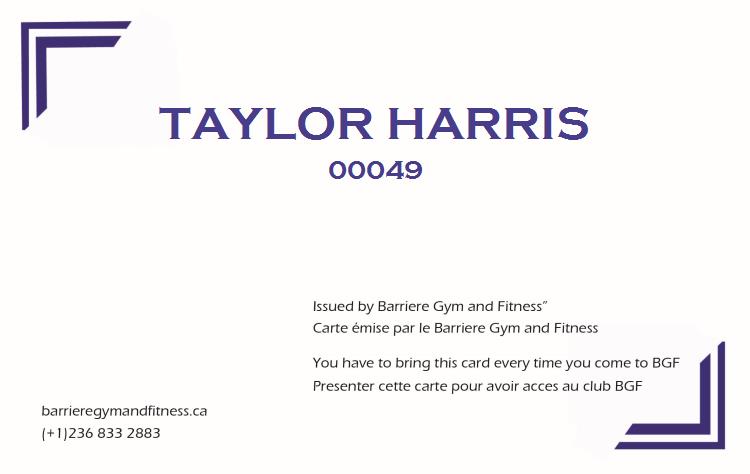 TAYLOR HARRIS
00049
Issued by Barriere Gym and Fitness”
Carte émise par le Barriere Gym and Fitness
You have to bring this card every time you come to BGF
Presenter cette carte pour avoir acces au club BGF
barrieregymandfitness.ca
(+1)236 833 2883